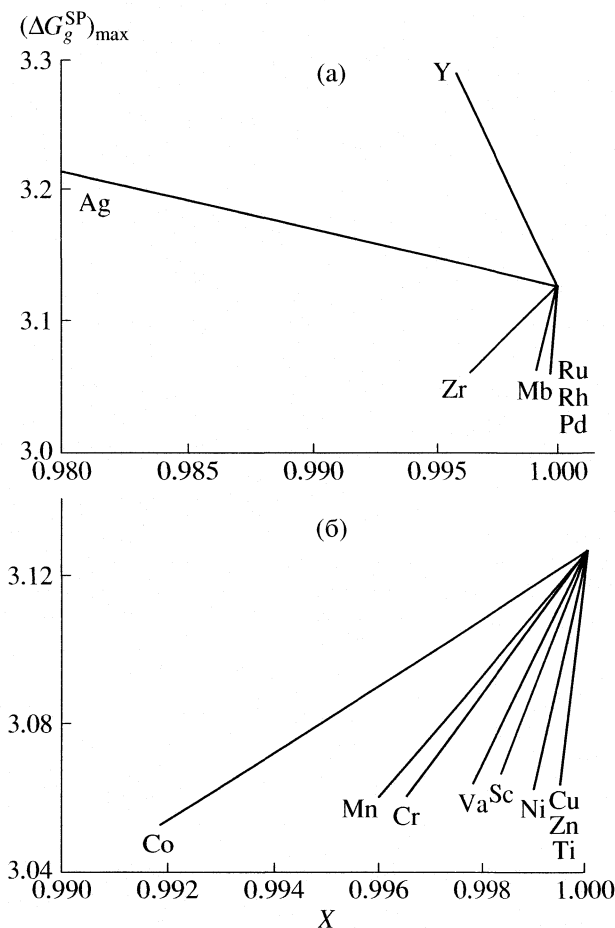 (ΔG_g^SP)_max
3.3
(а)
Y
3.2
Ag
3.1
Zr
Mb
Ru
Rh
Pd
3.0
0.980 0.985 0.990 0.995 1.000
(б)
3.12
3.08
Co
Mn
Cr
Va
Sc
Ni
Cu
Zn
Ti
3.04
0.990 0.992 0.994 0.996 0.998 1.000
X